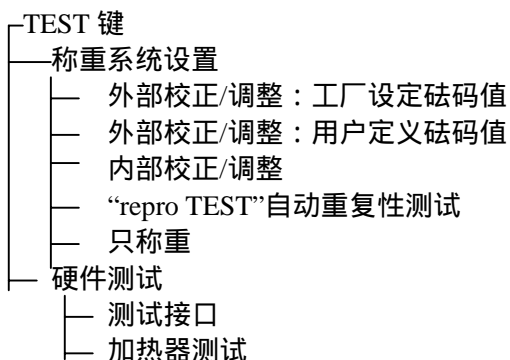 TEST 键
称重系统设置
外部校正/调整：工厂设定砝码值
外部校正/调整：用户定义砝码值
内部校正/调整
“repro TEST”自动重复性测试
只称重
硬件测试
测试接口
加热器测试